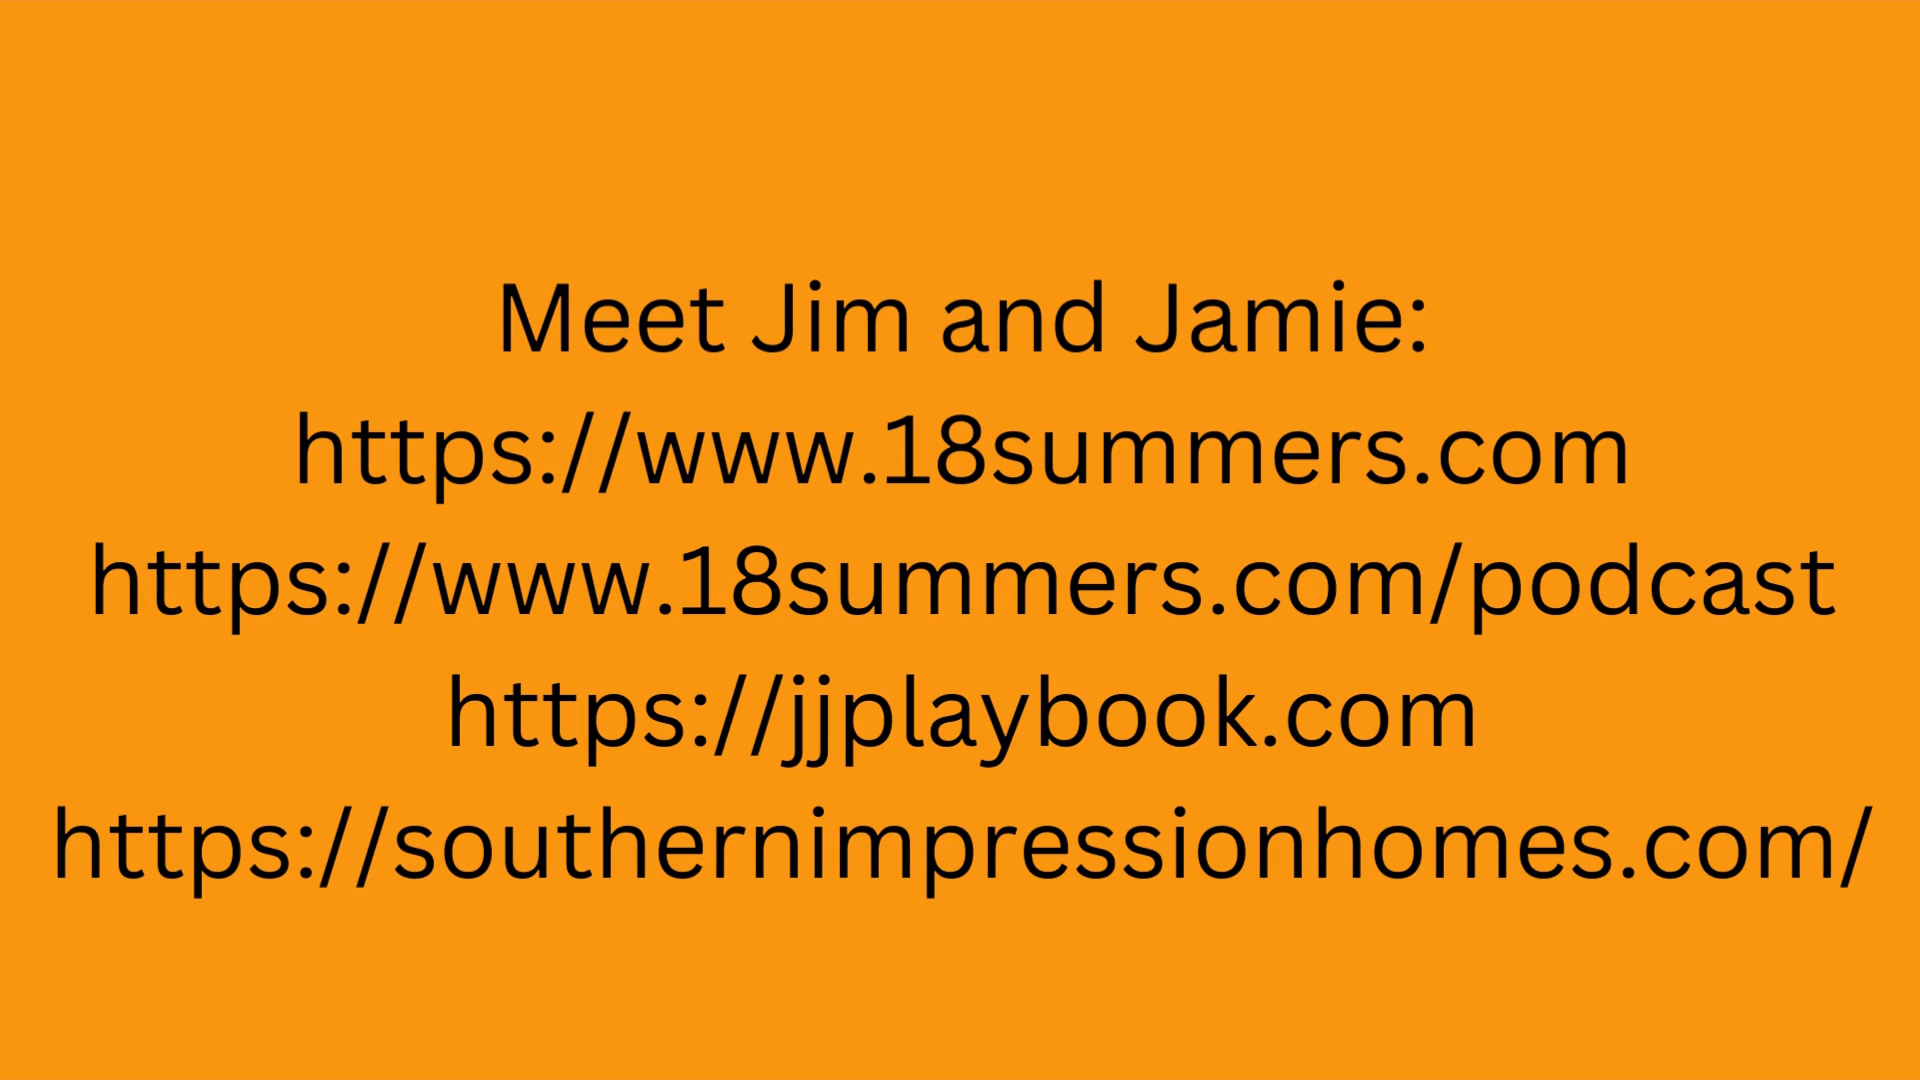 Meet Jim and Jamie:
https://www.18summers.com
https://www.18summers.com/podcast
https://jjplaybook.com
https://southernimpressionhomes.com/